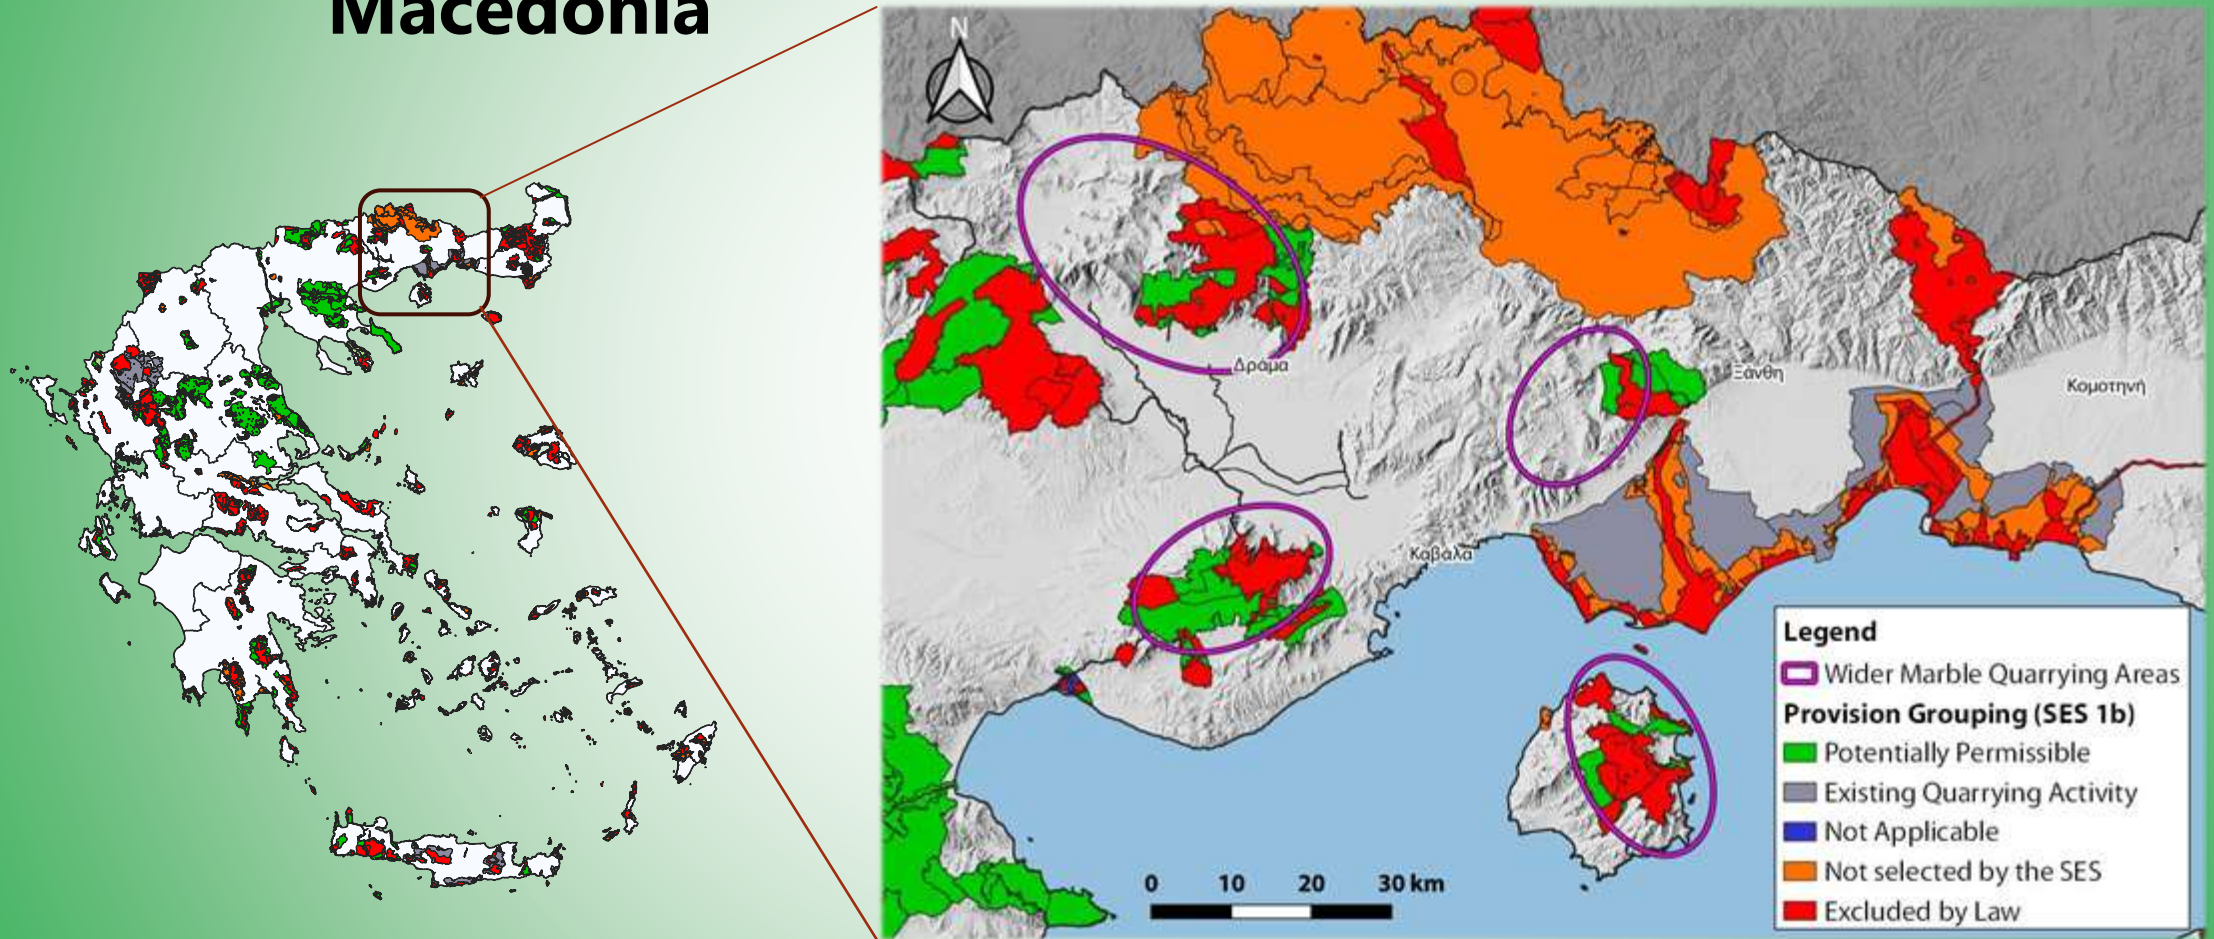 Macedonia
N
Δράμα
Ξάνθη
Κομοτηνή
Καβάλα
Legend
Wider Marble Quarrying Areas
Provision Grouping (SES 1b)
Potentially Permissible
Existing Quarrying Activity
Not Applicable
Not selected by the SES
Excluded by Law
0 10 20 30 km